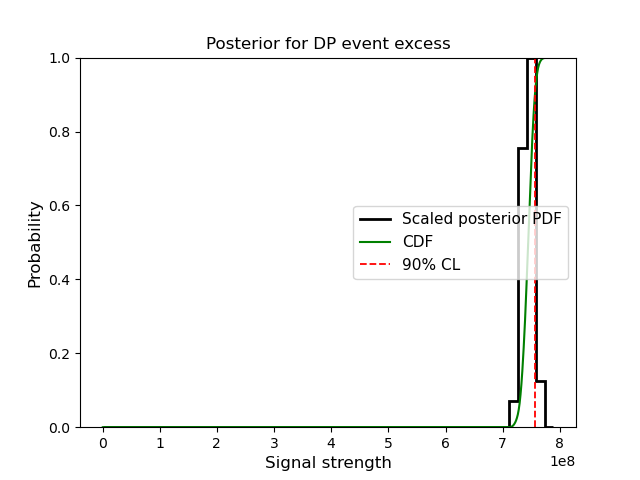 Posterior for DP event excess
1.0
0.8
0.6
0.4
0.2
0.0
Probability
Scaled posterior PDF
CDF
90% CL
0 1 2 3 4 5 6 7 8
1e8
Signal strength